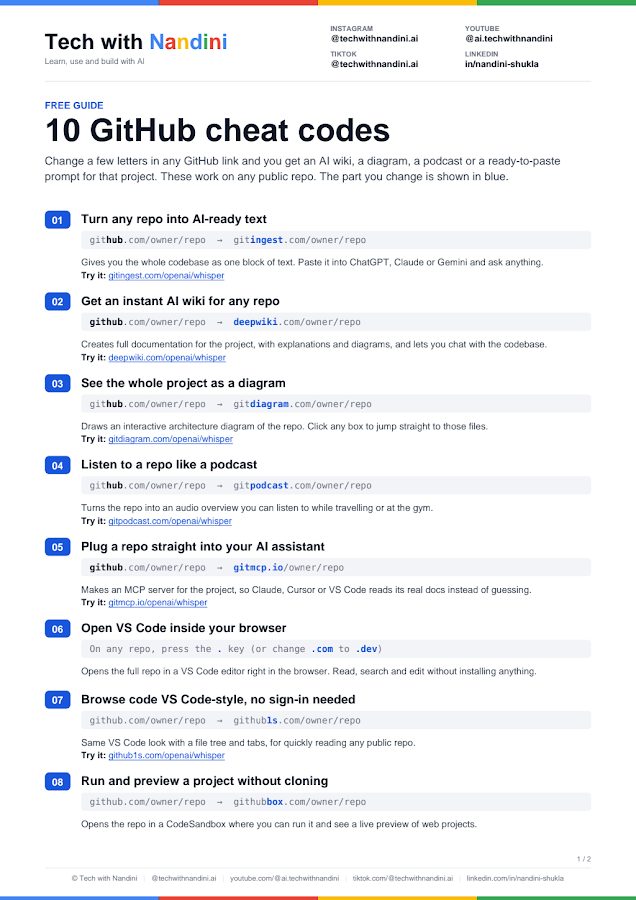 Tech with Nandini
Learn, use and build with AI
INSTAGRAM
@techwithnandini.ai
YOUTUBE
@ai.techwithnandini
TIKTOK
@techwithnandini.ai
LINKEDIN
in/nandini-shukla
FREE GUIDE
10 GitHub cheat codes
Change a few letters in any GitHub link and you get an AI wiki, a diagram, a podcast or a ready-to-paste
prompt for that project. These work on any public repo. The part you change is shown in blue.
01 Turn any repo into AI-ready text
github.com/owner/repo → gitingest.com/owner/repo
Gives you the whole codebase as one block of text. Paste it into ChatGPT, Claude or Gemini and ask anything.
Try it: gitingest.com/openai/whisper
02 Get an instant AI wiki for any repo
github.com/owner/repo → deepwiki.com/owner/repo
Creates full documentation for the project, with explanations and diagrams, and lets you chat with the codebase.
Try it: deepwiki.com/openai/whisper
03 See the whole project as a diagram
github.com/owner/repo → gitdiagram.com/owner/repo
Draws an interactive architecture diagram of the repo. Click any box to jump straight to those files.
Try it: gitdiagram.com/openai/whisper
04 Listen to a repo like a podcast
github.com/owner/repo → gitpodcast.com/owner/repo
Turns the repo into an audio overview you can listen to while travelling or at the gym.
Try it: gitpodcast.com/openai/whisper
05 Plug a repo straight into your AI assistant
github.com/owner/repo → gitmcp.io/owner/repo
Makes an MCP server for the project, so Claude, Cursor or VS Code reads its real docs instead of guessing.
Try it: gitmcp.io/openai/whisper
06 Open VS Code inside your browser
On any repo, press the . key (or change .com to .dev)
Opens the full repo in a VS Code editor right in the browser. Read, search and edit without installing anything.
07 Browse code VS Code-style, no sign-in needed
github.com/owner/repo → github1s.com/owner/repo
Same VS Code look with a file tree and tabs, for quickly reading any public repo.
Try it: github1s.com/openai/whisper
08 Run and preview a project without cloning
github.com/owner/repo → githubbox.com/owner/repo
Opens the repo in a CodeSandbox where you can run it and see a live preview of web projects.
1 / 2
© Tech with Nandini | @techwithnandini.ai | youtube.com/@ai.techwithnandini | tiktok.com/@techwithnandini.ai | linkedin.com/in/nandini-shukla